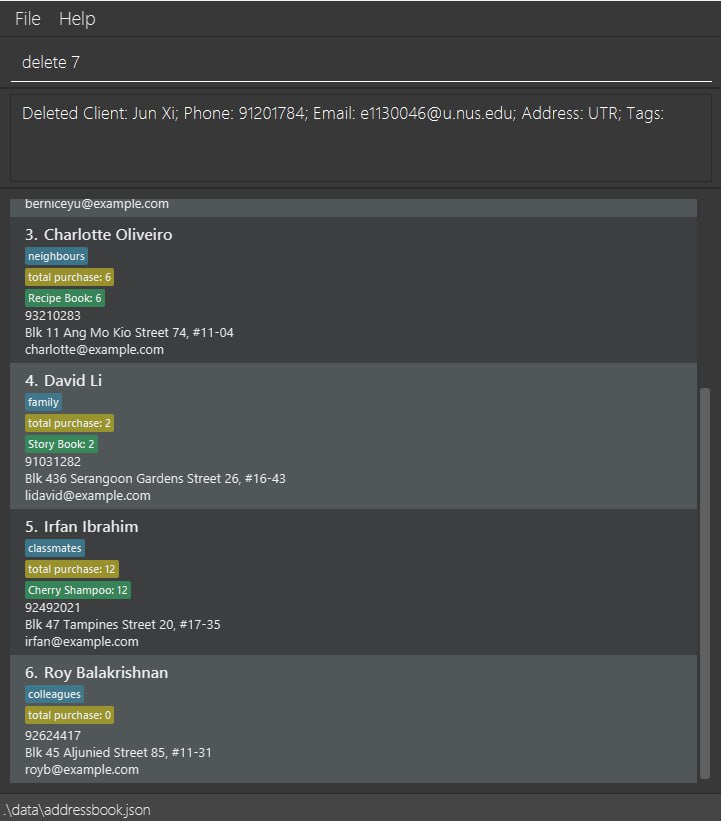 File Help
delete 7
Deleted Client: Jun Xi; Phone: 91201784; Email: e1130046@u.nus.edu; Address: UTR; Tags:
berniceyu@example.com
3. Charlotte Oliveiro
neighbours
total purchase: 6
Recipe Book: 6
93210283
Blk 11 Ang Mo Kio Street 74, #11-04
charlotte@example.com
4. David Li
family
total purchase: 2
Story Book: 2
91031282
Blk 436 Serangoon Gardens Street 26, #16-43
lidavid@example.com
5. Irfan Ibrahim
classmates
total purchase: 12
Cherry Shampoo: 12
92492021
Blk 47 Tampines Street 20, #17-35
irfan@example.com
6. Roy Balakrishnan
colleagues
total purchase: 0
92624417
Blk 45 Aljunied Street 85, #11-31
royb@example.com
.\data\addressbook.json